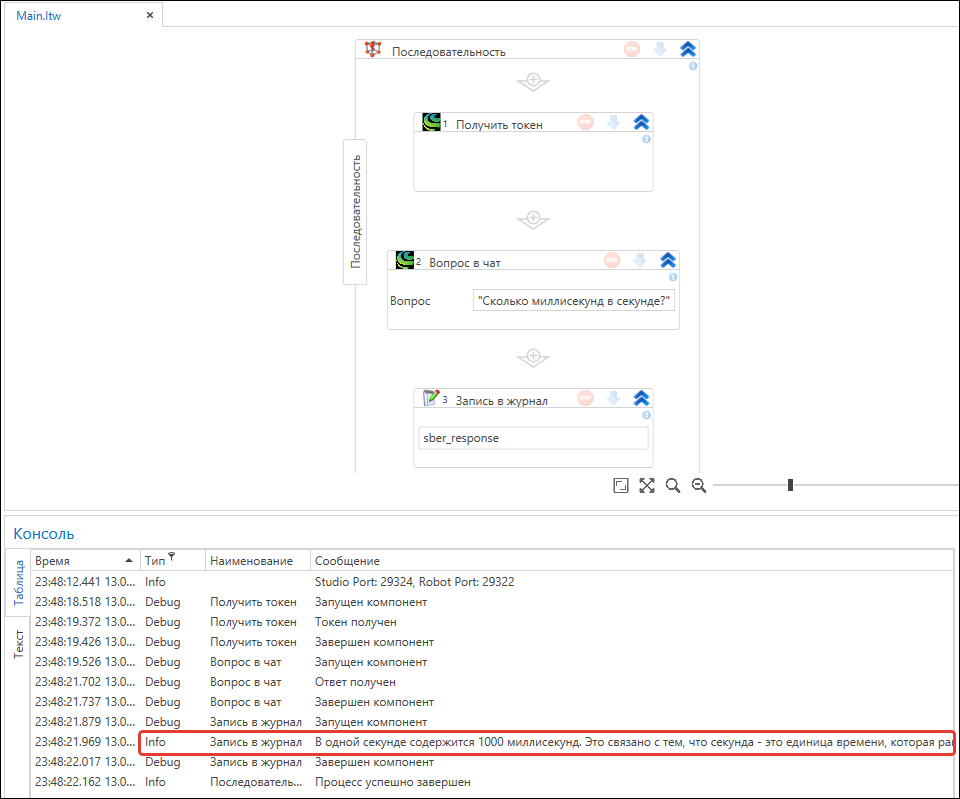 Main.ltw
Последовательность
1 Получить токен
Последовательность
2 Вопрос в чат
Вопрос "Сколько миллисекунд в секунде?"
3 Запись в журнал
sber_response
Консоль
Таблица
Текст
Время Тип Наименование Сообщение
23:48:12.441 13.0... Info Studio Port: 29324, Robot Port: 29322
23:48:18.518 13.0... Debug Получить токен Запущен компонент
23:48:19.372 13.0... Debug Получить токен Токен получен
23:48:19.426 13.0... Debug Получить токен Завершен компонент
23:48:19.526 13.0... Debug Вопрос в чат Запущен компонент
23:48:21.702 13.0... Debug Вопрос в чат Ответ получен
23:48:21.737 13.0... Debug Вопрос в чат Завершен компонент
23:48:21.879 13.0... Debug Запись в журнал Запущен компонент
23:48:21.969 13.0... Info Запись в журнал В одной секунде содержится 1000 миллисекунд. Это связано с тем, что секунда - это единица времени, которая
23:48:22.017 13.0... Debug Запись в журнал Завершен компонент
23:48:22.162 13.0... Info Последователь... Процесс успешно завершен